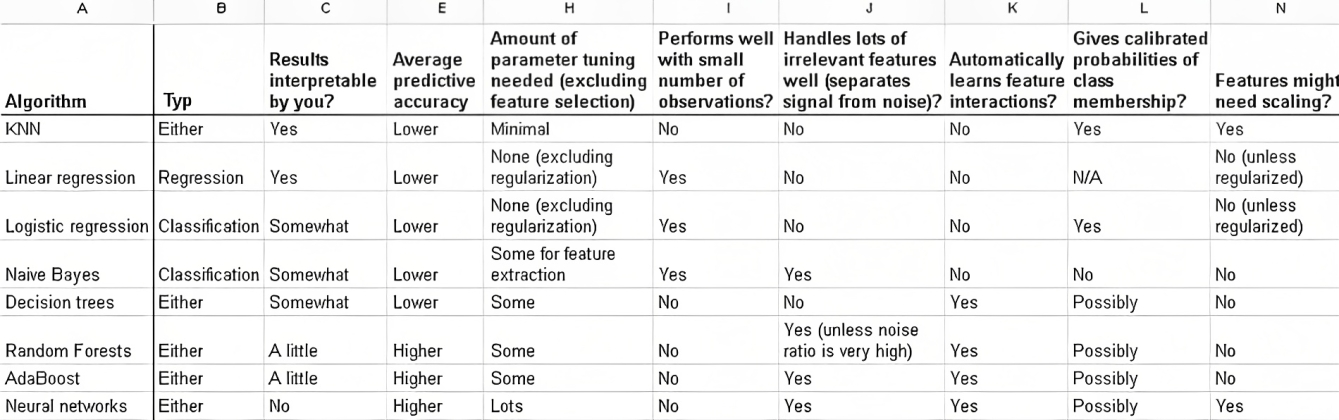 A B C E H I J K L N
Algorithm Typ Results interpretable by you? Average predictive accuracy Amount of parameter tuning needed (excluding feature selection) Performs well with small number of observations? Handles lots of irrelevant features well (separates signal from noise)? Automatically learns feature interactions? Gives calibrated probabilities of class membership? Features might need scaling?
KNN Either Yes Lower Minimal No No No Yes Yes
Linear regression Regression Yes Lower None (excluding regularization) Yes No No N/A No (unless regularized)
Logistic regression Classification Somewhat Lower None (excluding regularization) Yes No No Yes No (unless regularized)
Naive Bayes Classification Somewhat Lower Some for feature extraction Yes Yes No No No
Decision trees Either Somewhat Lower Some No No Yes Possibly No
Random Forests Either A little Higher Some No Yes (unless noise ratio is very high) Yes Possibly No
AdaBoost Either A little Higher Some No Yes Yes Possibly No
Neural networks Either No Higher Lots No Yes Yes Possibly Yes